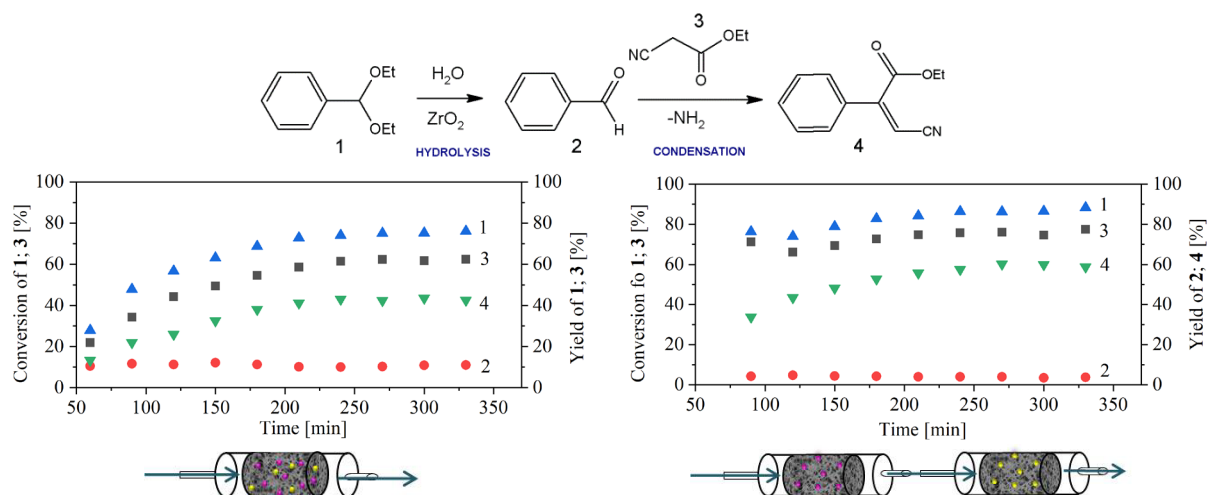 3
O
NC
OEt
O
OEt
OEt
1
H2O
ZrO2
HYDROLYSIS
O
H
2
-NH2
CONDENSATION
O
OEt
CN
4
Conversion of 1; 3 [%]
100
80
60
40
20
0
1
3
4
2
100
80
60
40
20
0
Yield of 1; 3 [%]
50 100 150 200 250 300 350
Time [min]
Conversion fo 1; 3 [%]
100
80
60
40
20
0
1
3
4
2
100
80
60
40
20
0
Yield of 2; 4 [%]
50 100 150 200 250 300 350
Time [min]